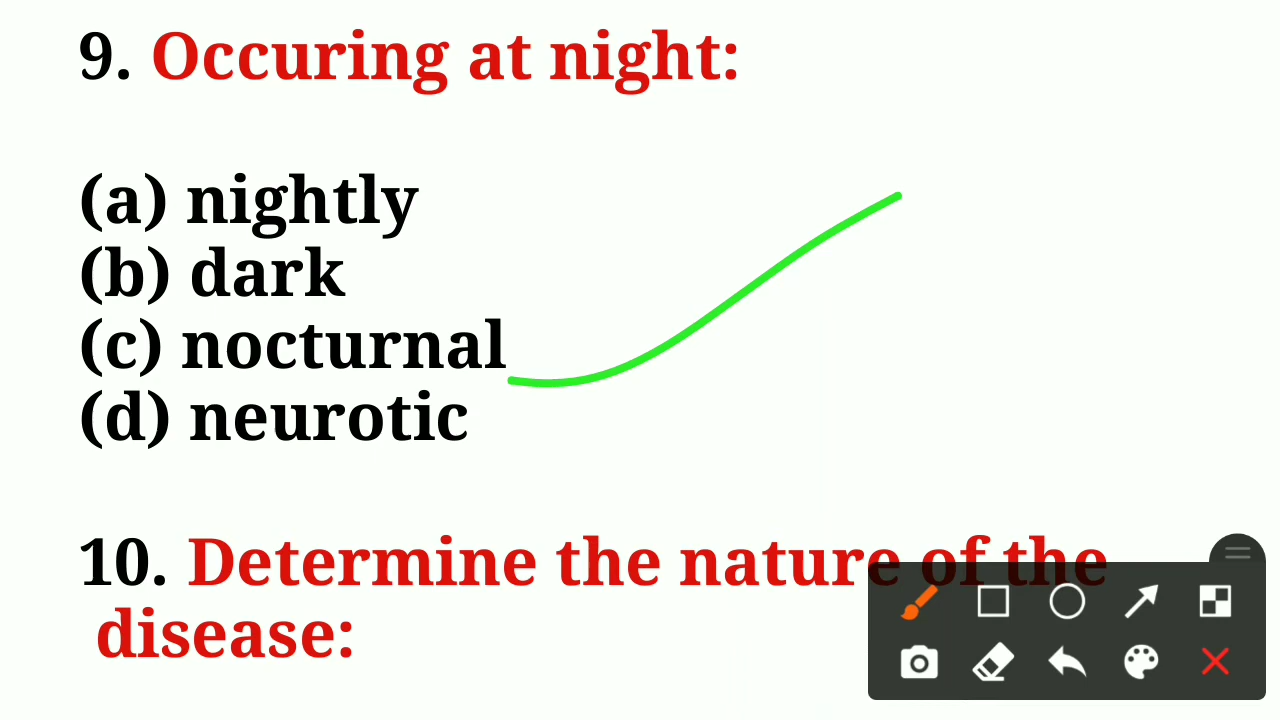 9. Occuring at night:
(a) nightly
(b) dark
(c) nocturnal
(d) neurotic
10. Determine the nature of the
disease: